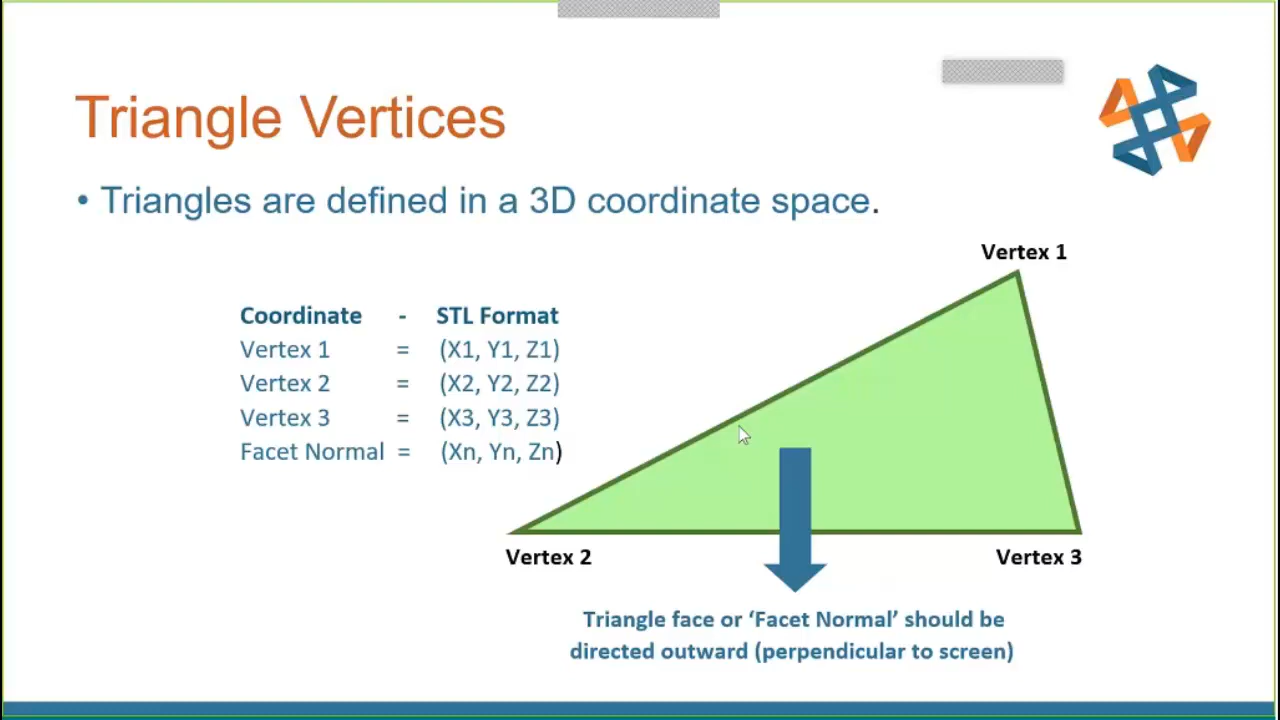 Triangle Vertices
• Triangles are defined in a 3D coordinate space.
Vertex 1
Coordinate - STL Format
Vertex 1 = (X1, Y1, Z1)
Vertex 2 = (X2, Y2, Z2)
Vertex 3 = (X3, Y3, Z3)
Facet Normal = (Xn, Yn, Zn)
Vertex 2
Vertex 3
Triangle face or ‘Facet Normal’ should be
directed outward (perpendicular to screen)